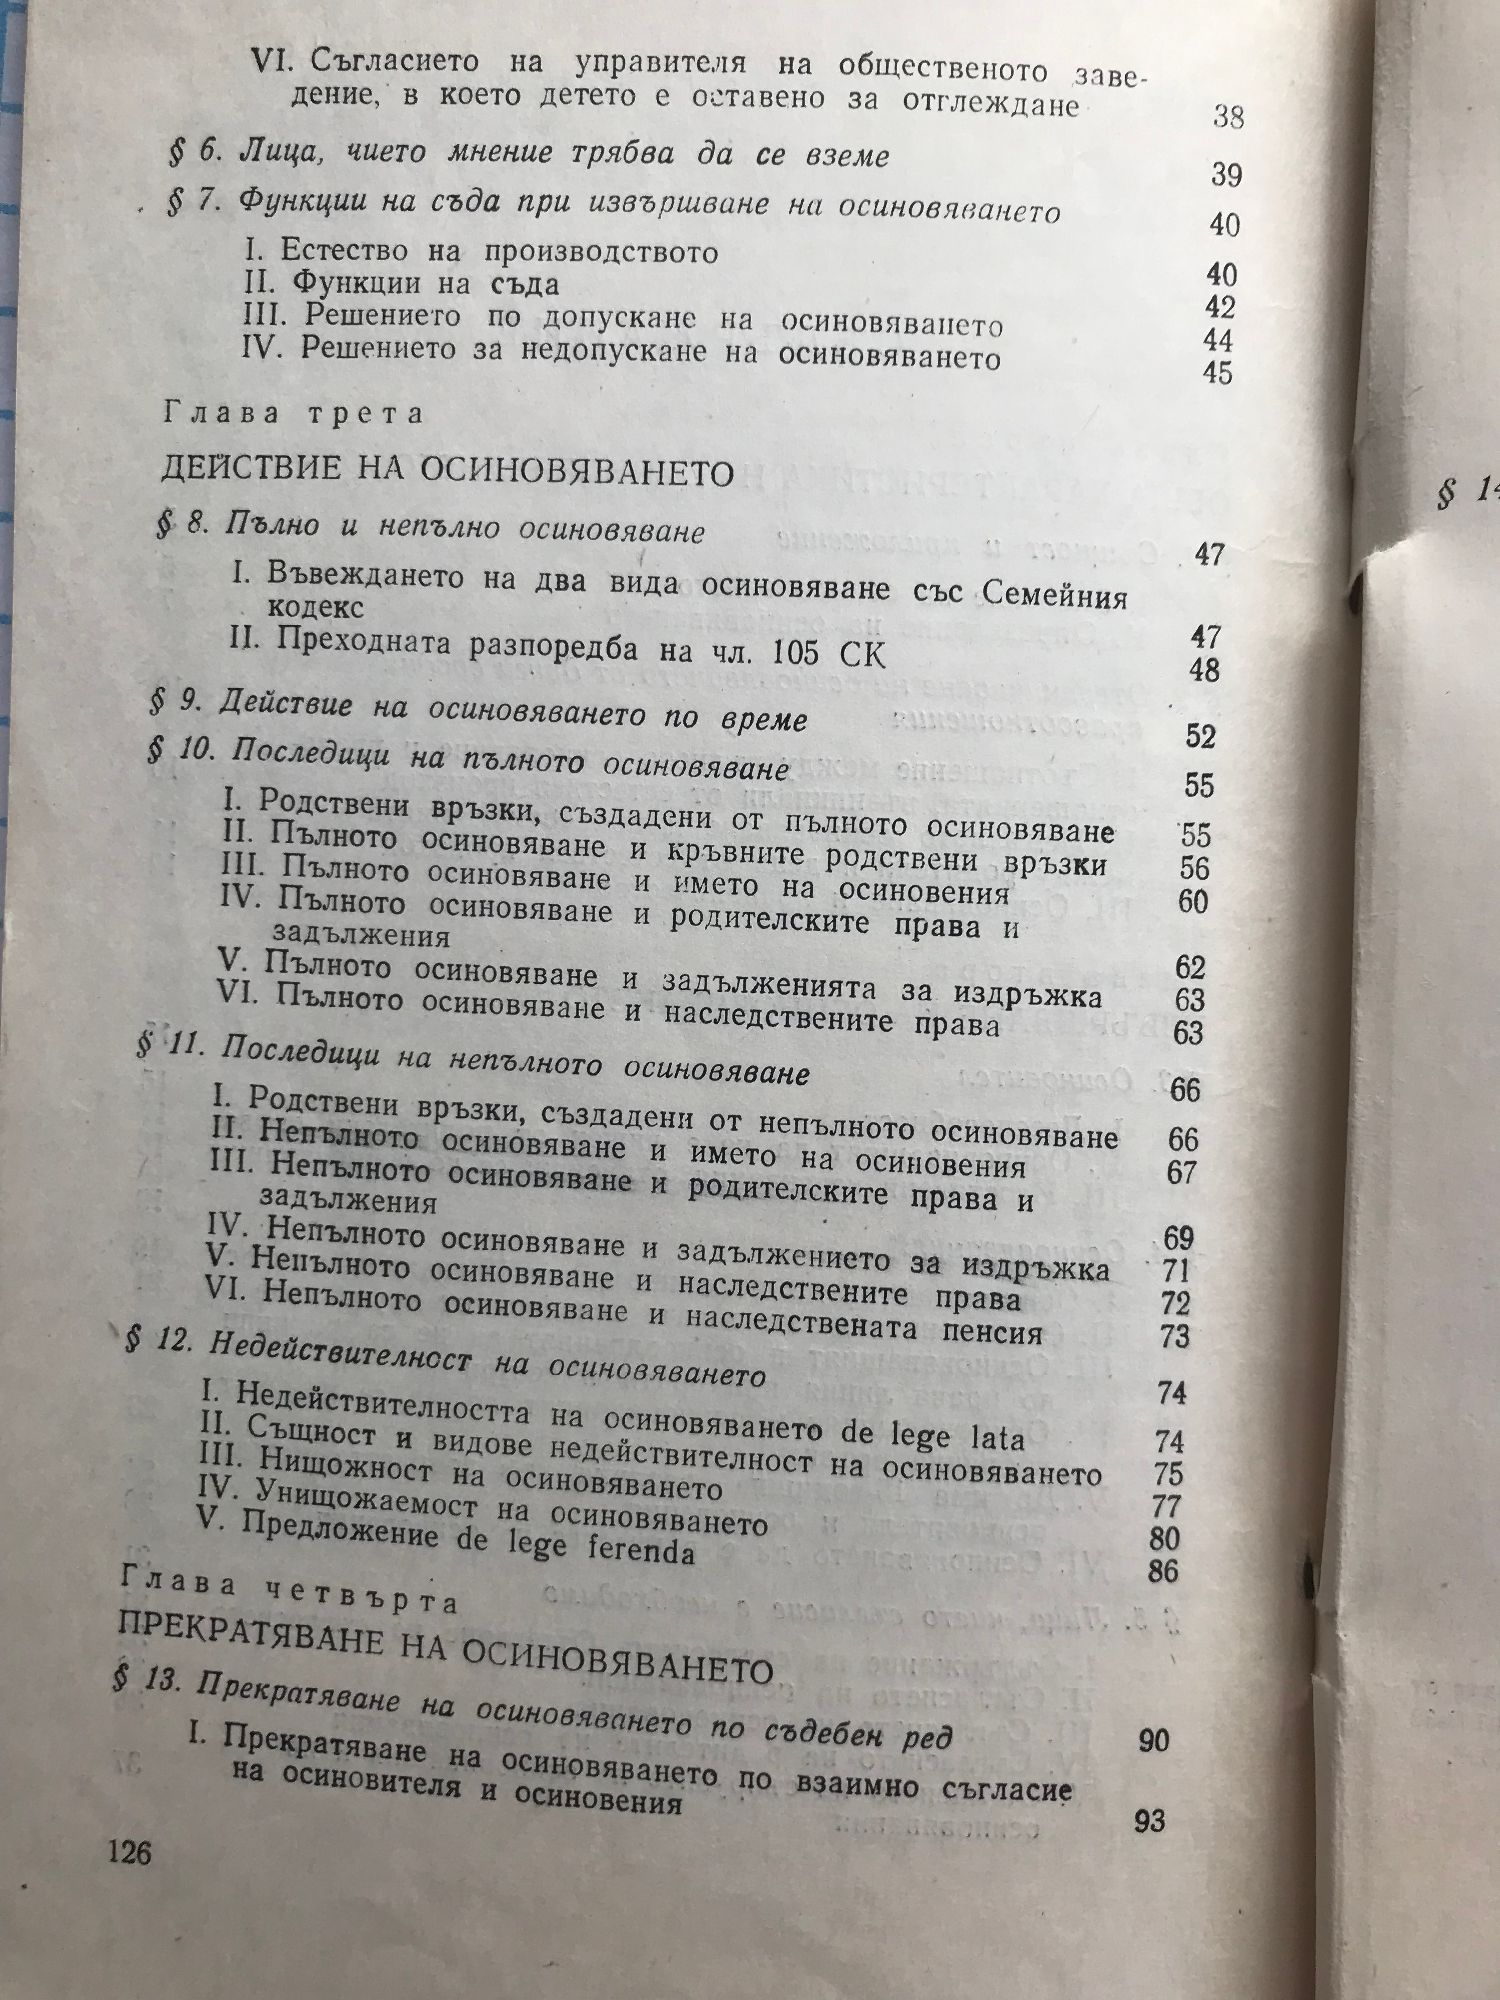 VI. Съгласието на управителя на общественото заве-
дение, в което детето е оставено за отглеждане 38
§ 6. Лица, чието мнение трябва да се вземе 39
§ 7. Функции на съда при извършване на осиновяването 40
I. Естество на производството 40
II. Функции на съда 42
III. Решението по допускане на осиновяването 44
IV. Решението за недопускане на осиновяването 45
Глава трета
ДЕЙСТВИЕ НА ОСИНОВЯВАНЕТО
§ 8. Пълно и непълно осиновяване 47
I. Въвеждането на два вида осиновяване със Семейния
кодекс 47
II. Преходната разпоредба на чл. 105 СК 48
§ 9. Действие на осиновяването по време 52
§ 10. Последици на пълното осиновяване 55
I. Родствени връзки, създадени от пълното осиновяване 55
II. Пълното осиновяване и кръвните родствени връзки 56
III. Пълното осиновяване и името на осиновения 60
IV. Пълното осиновяване и родителските права и
задължения 62
V. Пълното осиновяване и задълженията за издръжка 63
VI. Пълното осиновяване и наследствените права 63
§ 11. Последици на непълното осиновяване 66
I. Родствени връзки, създадени от непълното осиновяване 66
II. Непълното осиновяване и името на осиновения 67
III. Непълното осиновяване и родителските права и
задължения 69
IV. Непълното осиновяване и задължението за издръжка 71
V. Непълното осиновяване и наследствените права 72
VI. Непълното осиновяване и наследствената пенсия 73
§ 12. Недействителност на осиновяването 74
I. Недействителността на осиновяването de lege lata 74
II. Същност и видове недействителност на осиновяването 75
III. Нищожност на осиновяването 77
IV. Унищожаемост на осиновяването 80
V. Предложение de lege ferenda 86
Глава четвърта
ПРЕКРАТЯВАНЕ НА ОСИНОВЯВАНЕТО
§ 13. Прекратяване на осиновяването по съдебен ред 90
I. Прекратяване на осиновяването по взаимно съгласие
на осиновителя и осиновения 93
126
§ 14